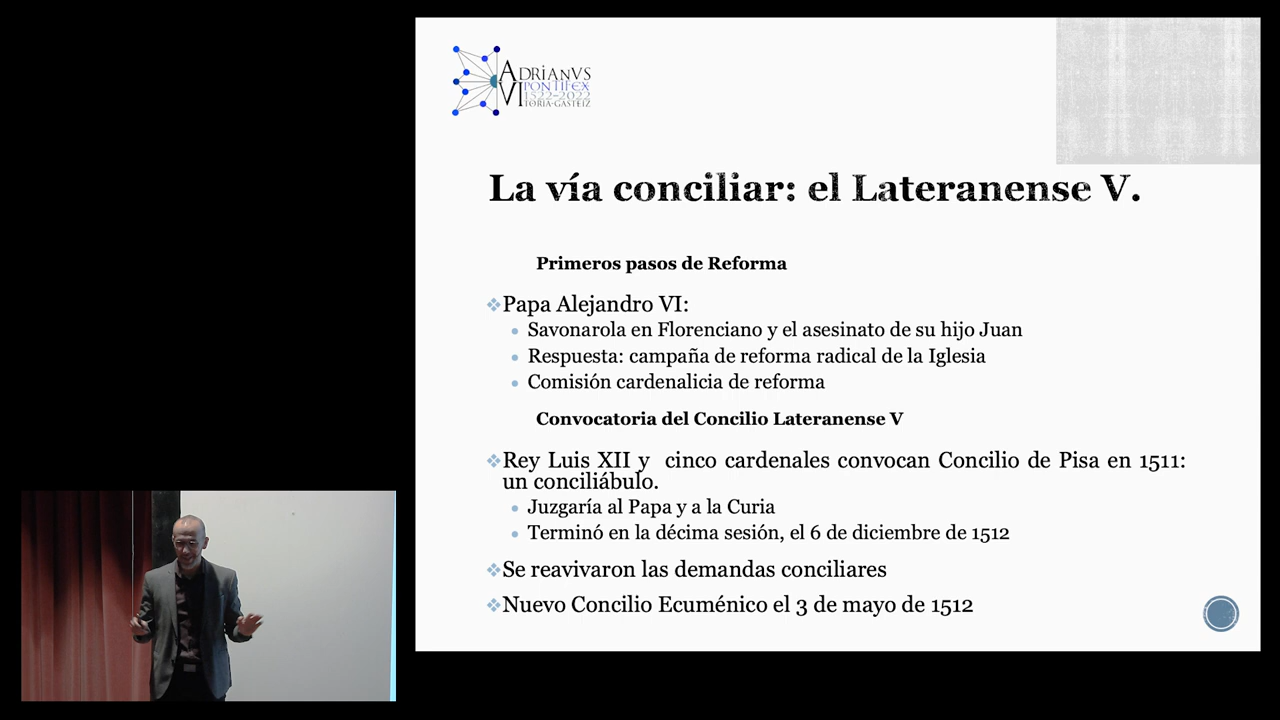 ADRIANVS
PONTIFEX
VI 1522-2022
VITORIA-GASTEIZ
La vía conciliar: el Lateranense V.
Primeros pasos de Reforma
Papa Alejandro VI:
Savonarola en Florenciano y el asesinato de su hijo Juan
Respuesta: campaña de reforma radical de la Iglesia
Comisión cardenalicia de reforma
Convocatoria del Concilio Lateranense V
Rey Luis XII y cinco cardenales convocan Concilio de Pisa en 1511:
un conciliábulo.
Juzgaría al Papa y a la Curia
Terminó en la décima sesión, el 6 de diciembre de 1512
Se reavivaron las demandas conciliares
Nuevo Concilio Ecuménico el 3 de mayo de 1512